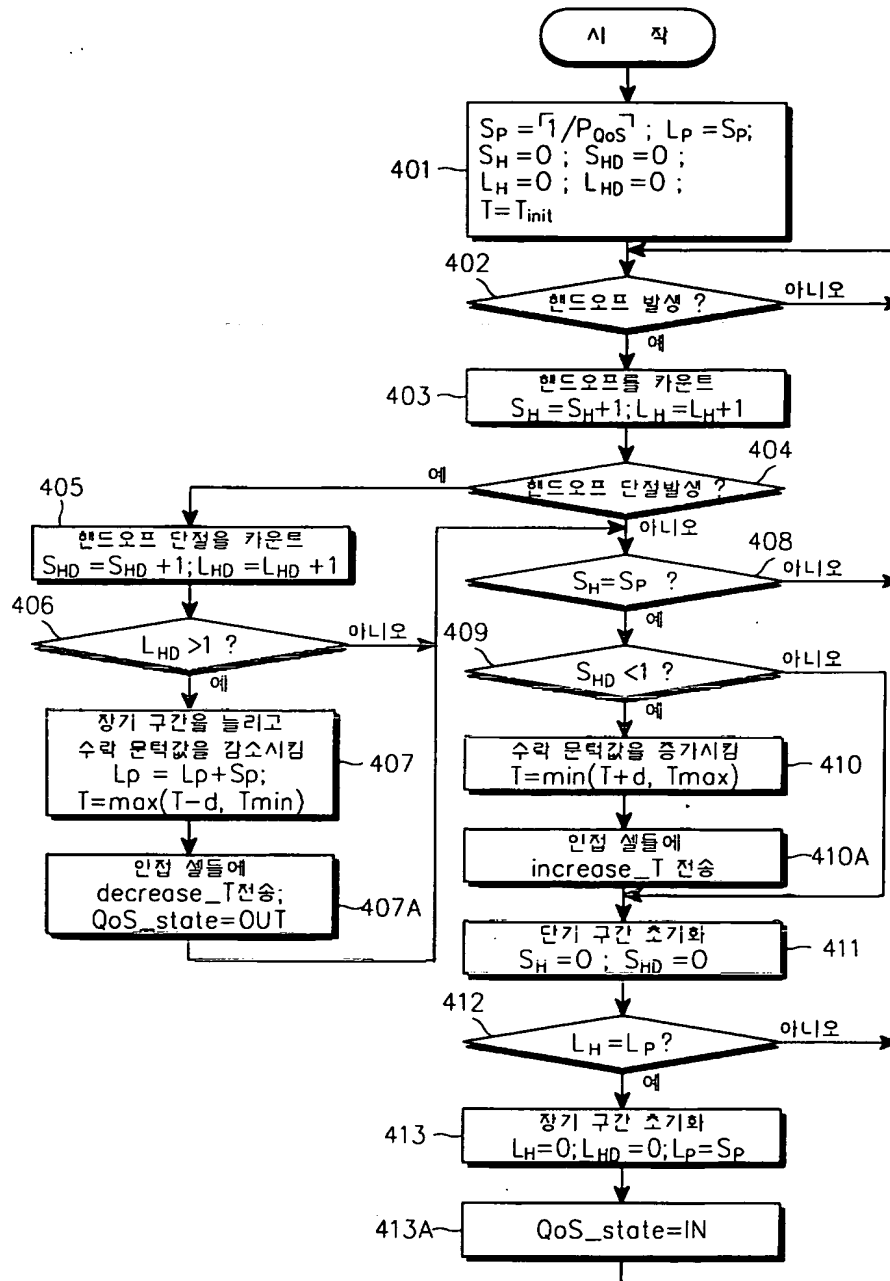 시 작
S_P = ⌈1/P_QoS⌉ ; L_P = S_P;
S_H = 0 ; S_HD = 0 ;
L_H = 0 ; L_HD = 0 ;
T = T_init
401
402
핸드오프 발생 ?
아니오
예
403
핸드오프를 카운트
S_H = S_H+1; L_H = L_H+1
404
핸드오프 단절발생 ?
예
아니오
405
핸드오프 단절을 카운트
S_HD = S_HD +1; L_HD = L_HD +1
406
L_HD >1 ?
아니오
예
장기 구간을 늘리고
수락 문턱값을 감소시킴
Lp = Lp+Sp;
T=max(T-d, Tmin)
407
인접 셀들에
decrease_T전송;
QoS_state=OUT
407A
408
S_H = S_P ?
아니오
예
409
S_HD <1 ?
아니오
예
수락 문턱값을 증가시킴
T=min(T+d, Tmax)
410
인접 셀들에
increase_T 전송
410A
단기 구간 초기화
S_H =0 ; S_HD =0
411
412
L_H = L_P ?
아니오
예
413
장기 구간 초기화
L_H=0; L_HD =0; L_P=S_P
413A
QoS_state=IN